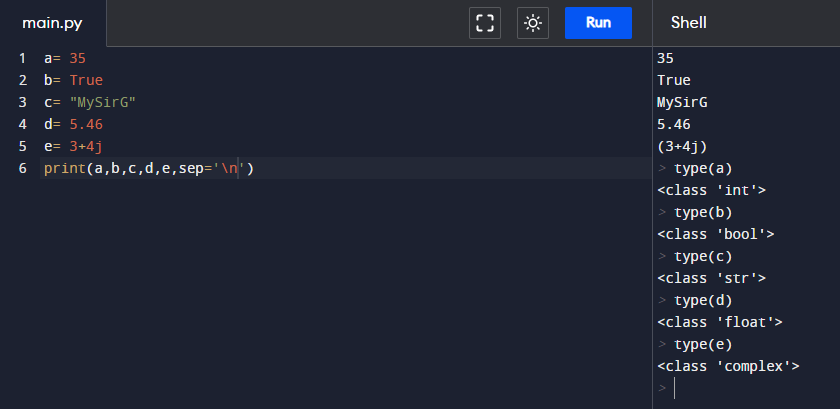 main.py
Run
Shell
1 a= 35
2 b= True
3 c= "MySirG"
4 d= 5.46
5 e= 3+4j
6 print(a,b,c,d,e,sep='\n')
35
True
MySirG
5.46
(3+4j)
> type(a)
<class 'int'>
> type(b)
<class 'bool'>
> type(c)
<class 'str'>
> type(d)
<class 'float'>
> type(e)
<class 'complex'>
>